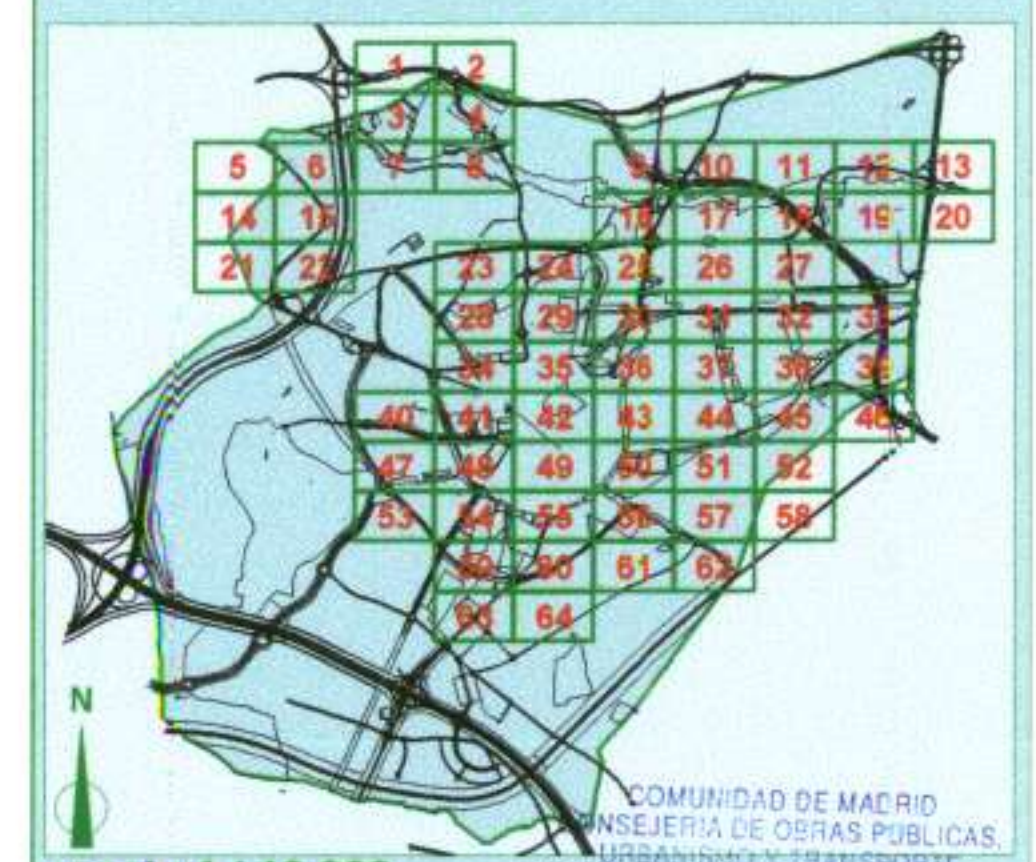 1 2
3 4
5 6 7 8 9 10 11 12 13
14 15 16 17 18 19 20
21 22 23 24 25 26 27
28 29 30 31 32 33
34 35 36 37 38 39
40 41 42 43 44 45 46
47 48 49 50 51 52
53 54 55 56 57 58
59 60 61 62
63 64
N
COMUNIDAD DE MADRID
NSEJERIA DE OBRAS PUBLICAS,
URBANISMO Y TRANSPOR